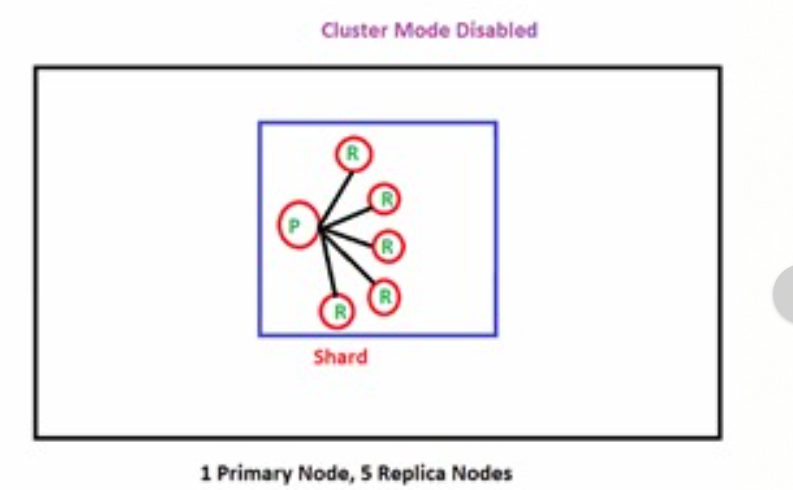 Cluster Mode Disabled
R
R
P
R
R
R
Shard
1 Primary Node, 5 Replica Nodes